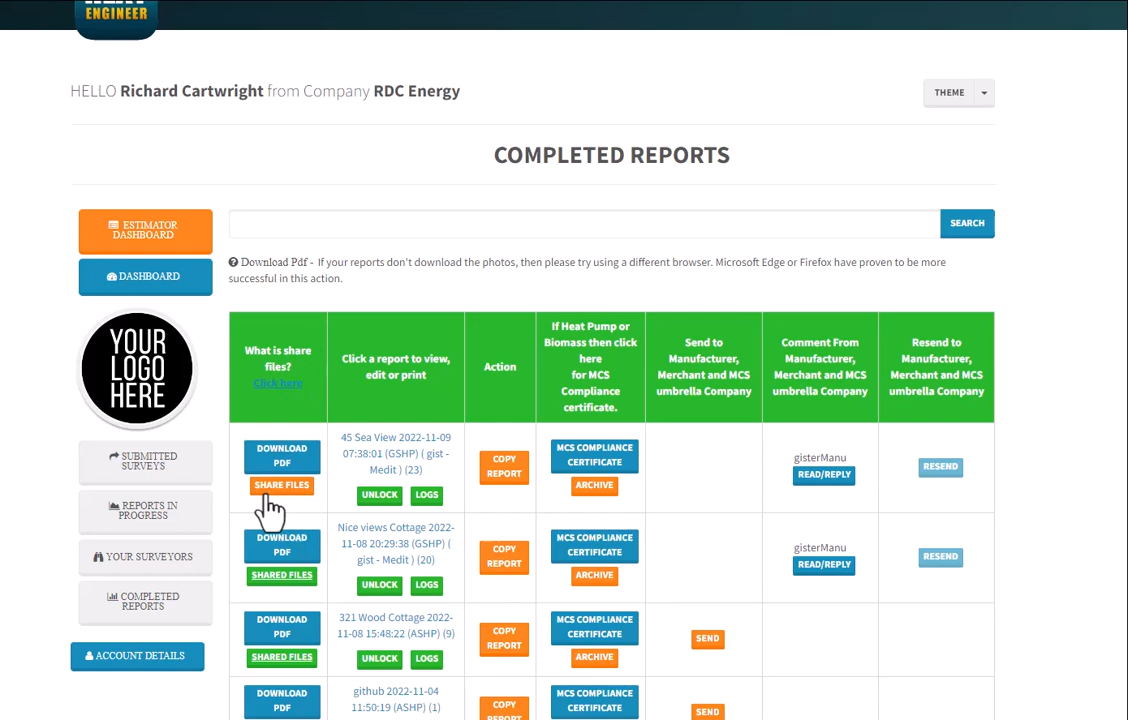 ENGINEER
HELLO Richard Cartwright from Company RDC Energy
THEME
COMPLETED REPORTS
ESTIMATOR
DASHBOARD
SEARCH
Download Pdf - If your reports don't download the photos, then please try using a different browser. Microsoft Edge or Firefox have proven to be more
successful in this action.
DASHBOARD
YOUR
LOGO
HERE
SUBMITTED
SURVEYS
REPORTS IN
PROGRESS
YOUR SURVEYORS
COMPLETED
REPORTS
ACCOUNT DETAILS
What is share
files?
Click here
Click a report to view,
edit or print
Action
If Heat Pump or
Biomass then click
here
for MCS
Compliance
certificate.
Send to
Manufacturer,
Merchant and MCS
umbrella Company
Comment From
Manufacturer,
Merchant and MCS
umbrella Company
Resend to
Manufacturer,
Merchant and MCS
umbrella Company
DOWNLOAD
PDF
SHARE FILES
45 Sea View 2022-11-09
07:38:01 (GSHP) ( gist -
Medit ) (23)
UNLOCK LOGS
COPY
REPORT
MCS COMPLIANCE
CERTIFICATE
ARCHIVE
gisterManu
READ/REPLY
RESEND
DOWNLOAD
PDF
SHARED FILES
Nice views Cottage 2022-
11-08 20:29:38 (GSHP) (
gist - Medit ) (20)
UNLOCK LOGS
COPY
REPORT
MCS COMPLIANCE
CERTIFICATE
ARCHIVE
gisterManu
READ/REPLY
RESEND
DOWNLOAD
PDF
SHARED FILES
321 Wood Cottage 2022-
11-08 15:48:22 (ASHP) (9)
UNLOCK LOGS
COPY
REPORT
MCS COMPLIANCE
CERTIFICATE
ARCHIVE
SEND
DOWNLOAD
PDF
github 2022-11-04
11:50:19 (ASHP) (1)
COPY
REPORT
MCS COMPLIANCE
CERTIFICATE
SEND